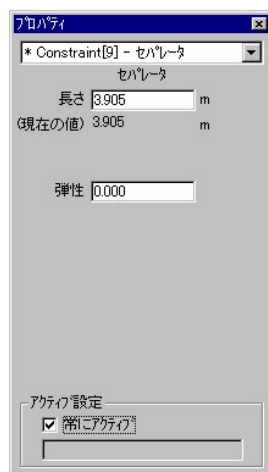 ﾌﾟﾛﾊﾟﾃｨ
* Constraint[9] - ｾﾊﾟﾚｰﾀ
ｾﾊﾟﾚｰﾀ
長さ 3.905 m
(現在の値) 3.905 m
弾性 0.000
ｱｸﾃｨﾌﾞ設定
常にｱｸﾃｨﾌﾞ